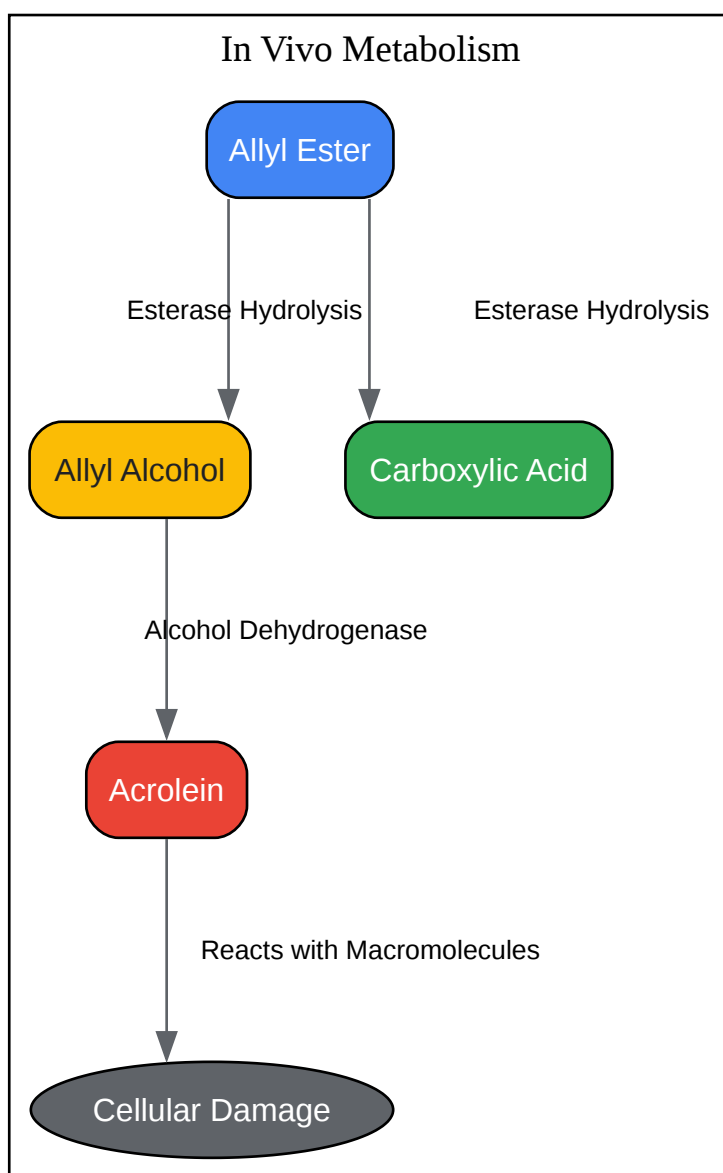 In Vivo Metabolism
Allyl Ester
Esterase Hydrolysis
Esterase Hydrolysis
Allyl Alcohol
Carboxylic Acid
Alcohol Dehydrogenase
Acrolein
Reacts with Macromolecules
Cellular Damage